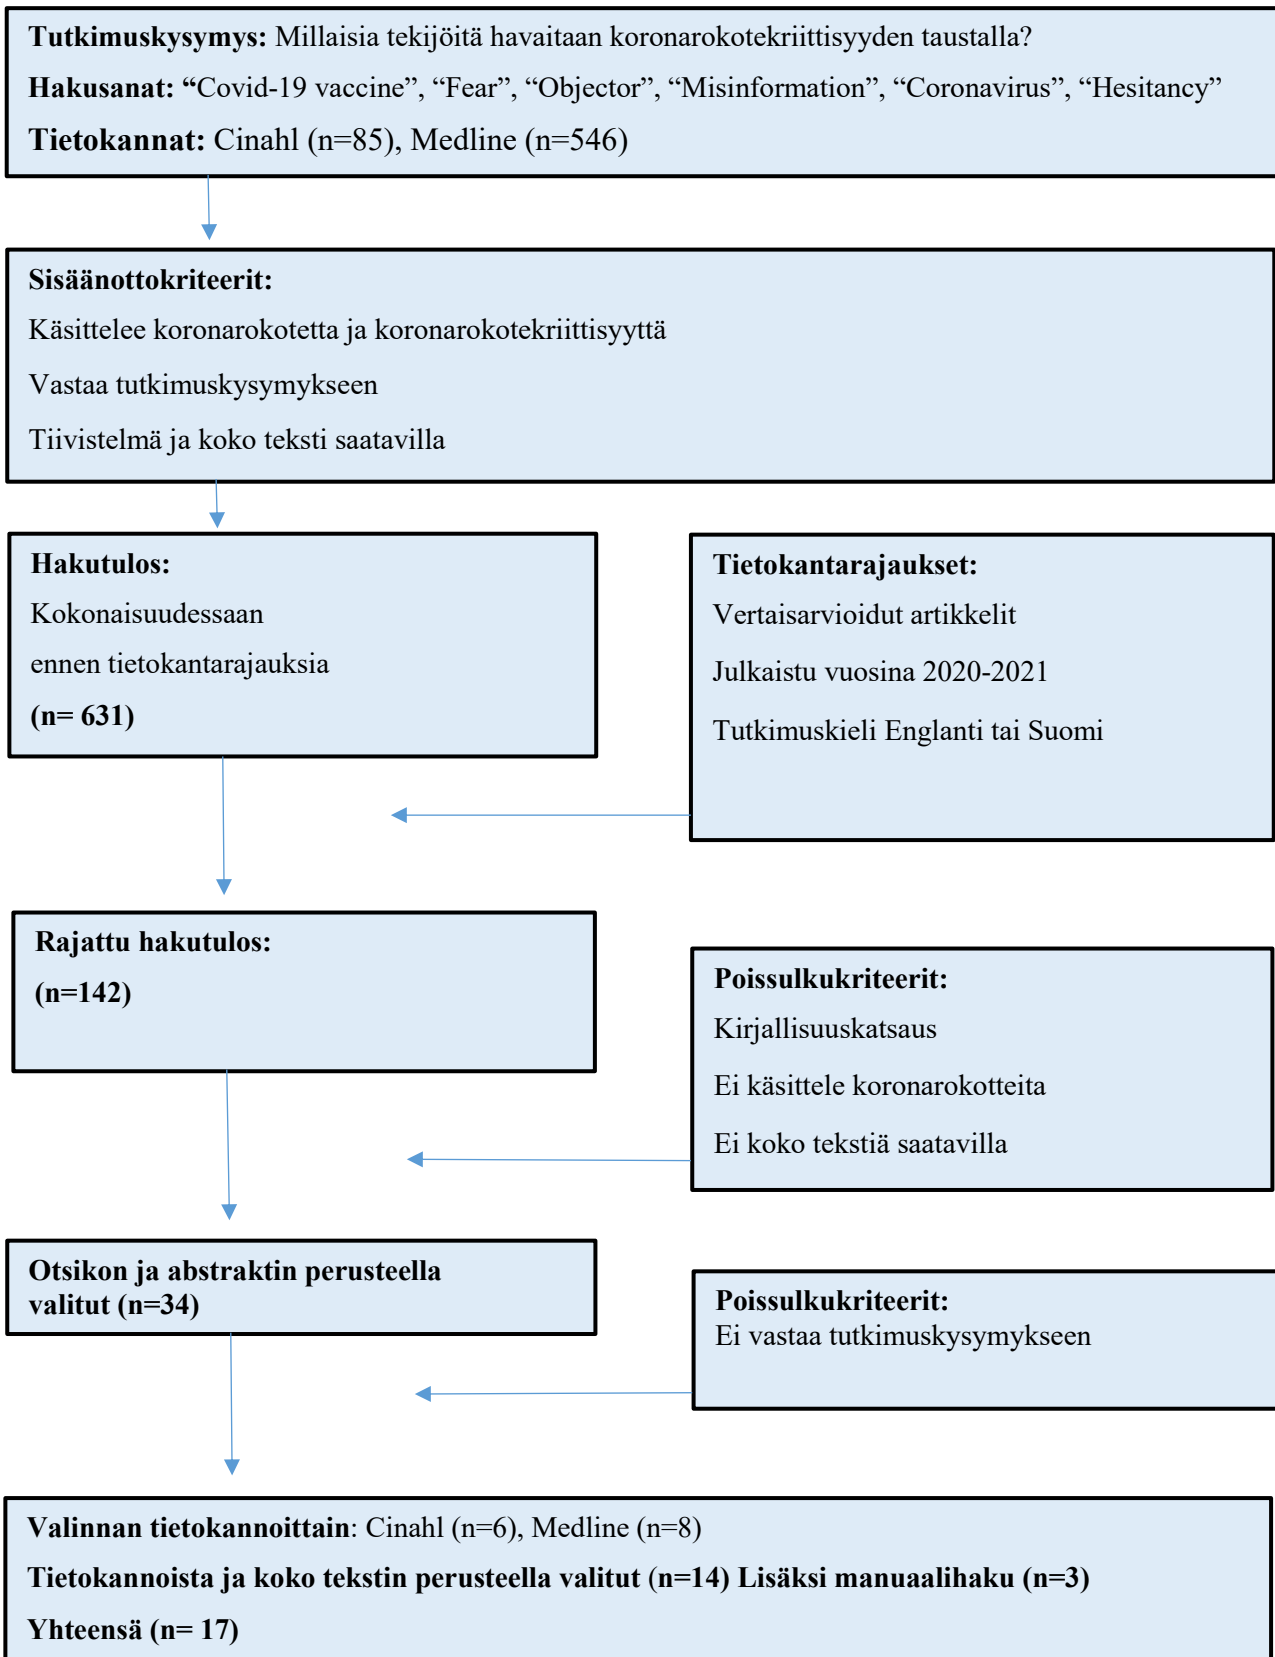 Tutkimuskysymys: Millaisia tekijöitä havaitaan koronarokotekriittisyyden taustalla?
Hakusanat: “Covid-19 vaccine”, “Fear”, “Objector”, “Misinformation”, “Coronavirus”, “Hesitancy”
Tietokannat: Cinahl (n=85), Medline (n=546)
Sisäänottokriteerit:
Käsittelee koronarokotetta ja koronarokotekriittisyyttä
Vastaa tutkimuskysymykseen
Tiivistelmä ja koko teksti saatavilla
Hakutulos:
Kokonaisuudessaan
ennen tietokantarajauksia
(n= 631)
Tietokantarajaukset:
Vertaisarvioidut artikkelit
Julkaistu vuosina 2020-2021
Tutkimuskieli Englanti tai Suomi
Rajattu hakutulos:
(n=142)
Poissulkukriteerit:
Kirjallisuuskatsaus
Ei käsittele koronarokotteita
Ei koko tekstiä saatavilla
Otsikon ja abstraktin perusteella
valitut (n=34)
Poissulkukriteerit:
Ei vastaa tutkimuskysymykseen
Valinnan tietokannoittain: Cinahl (n=6), Medline (n=8)
Tietokannoista ja koko tekstin perusteella valitut (n=14) Lisäksi manuaalihaku (n=3)
Yhteensä (n= 17)